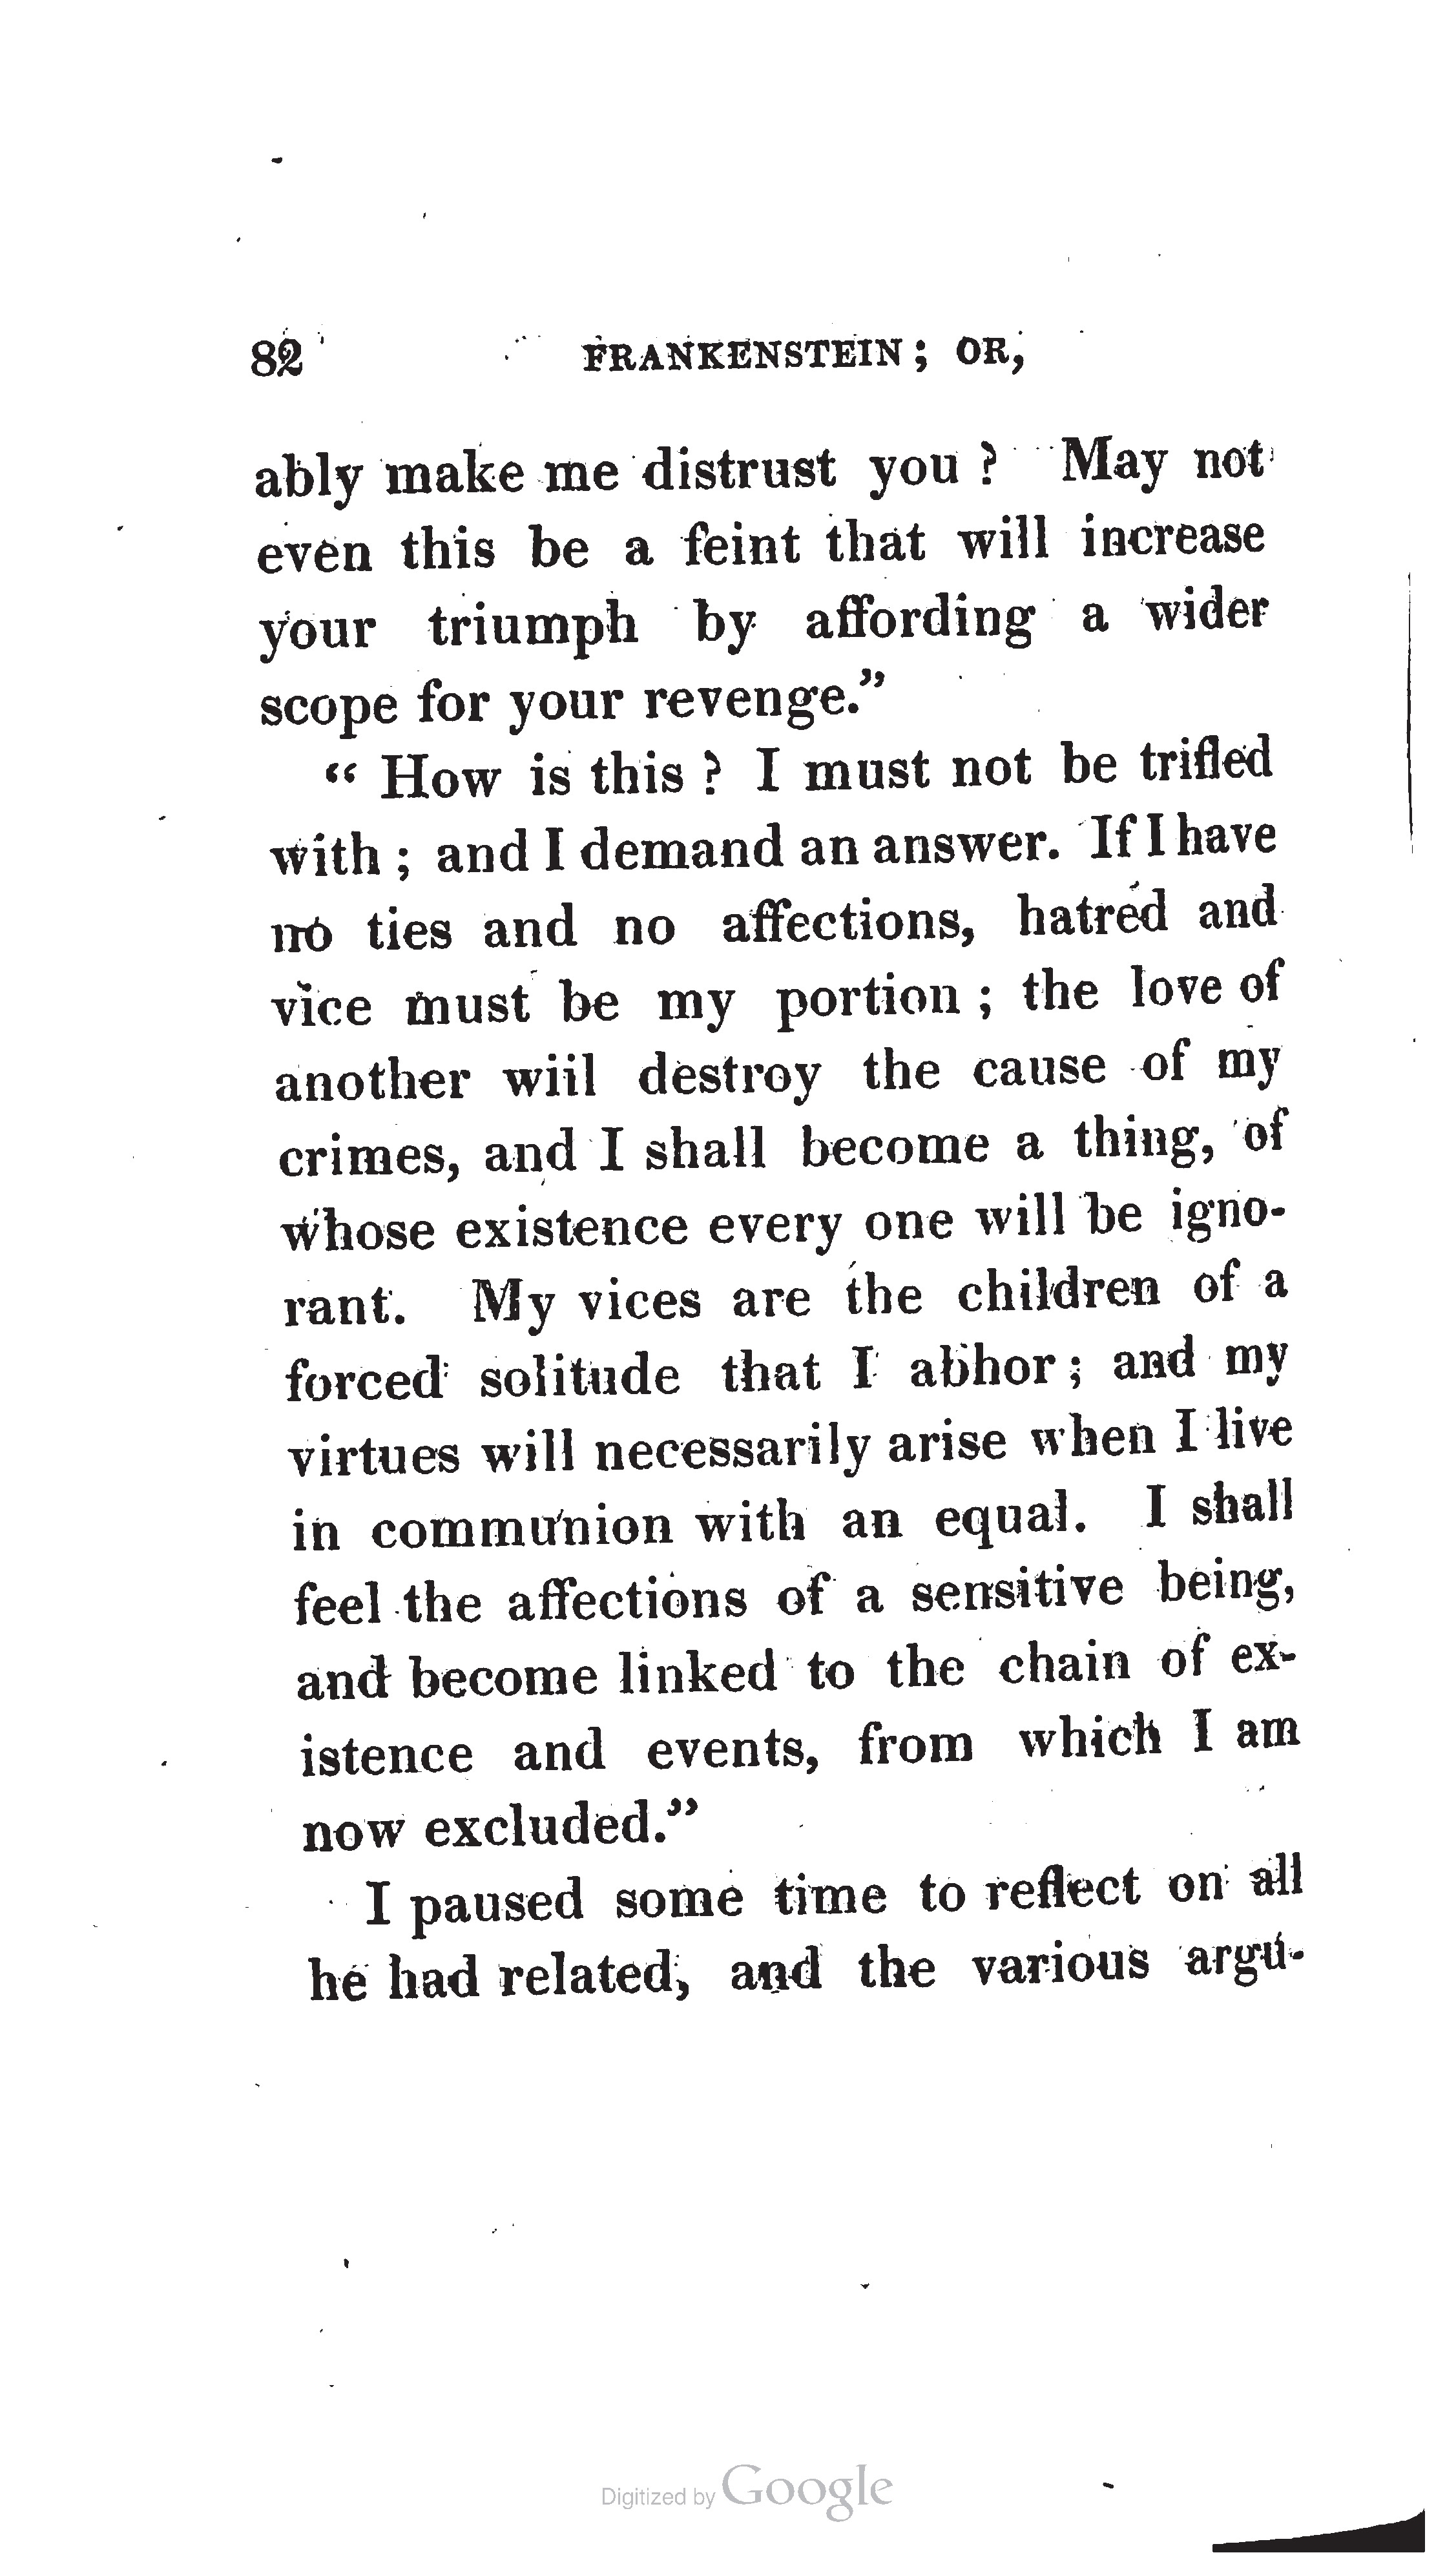 82 FRANKENSTEIN; OR,
ably make me distrust you? May not
even this be a feint that will increase
your triumph by affording a wider
scope for your revenge."
"How is this? I must not be trifled
with; and I demand an answer. If I have
no ties and no affections, hatred and
vice must be my portion; the love of
another will destroy the cause of my
crimes, and I shall become a thing, of
whose existence every one will be igno-
rant. My vices are the children of a
forced solitude that I abhor; and my
virtues will necessarily arise when I live
in communion with an equal. I shall
feel the affections of a sensitive being,
and become linked to the chain of ex-
istence and events, from which I am
now excluded."
I paused some time to reflect on all
he had related, and the various argu-
Digitized by Google